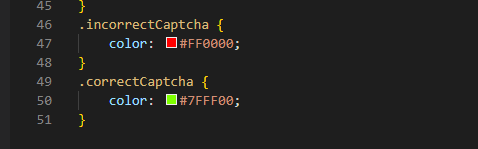 45 }
46 .incorrectCaptcha {
47 color: #FF0000;
48 }
49 .correctCaptcha {
50 color: #7FFF00;
51 }